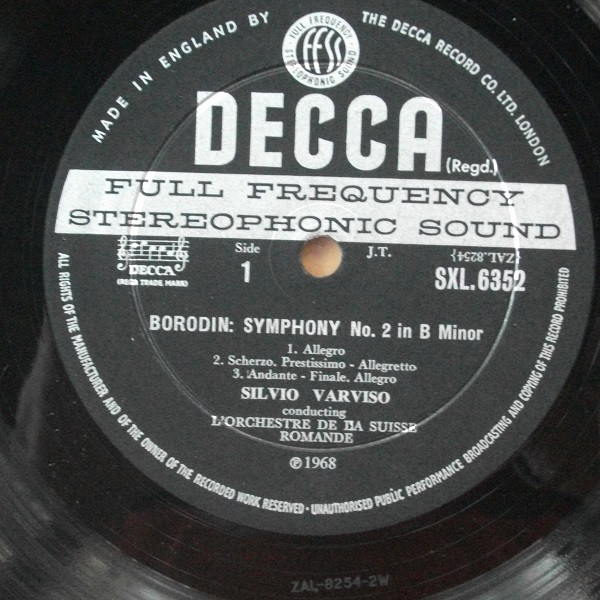 MADE IN ENGLAND BY
THE DECCA RECORD CO. LTD. LONDON
FULL FREQUENCY · STEREOPHONIC SOUND
FFSS
DECCA
(Regd.)
FULL FREQUENCY
STEREOPHONIC SOUND
DECCA
(REGD TRADE MARK)
Side
1
J.T.
{ZAL.8254}
SXL.6352
BORODIN: SYMPHONY No. 2 in B Minor
1. Allegro
2. Scherzo. Prestissimo - Allegretto
3. Andante - Finale. Allegro
SILVIO VARVISO
conducting
L'ORCHESTRE DE LA SUISSE
ROMANDE
℗1968
ALL RIGHTS OF THE MANUFACTURER AND OF THE OWNER OF THE RECORDED WORK RESERVED · UNAUTHORISED PUBLIC PERFORMANCE BROADCASTING AND COPYING OF THIS RECORD PROHIBITED
ZAL-8254-2W